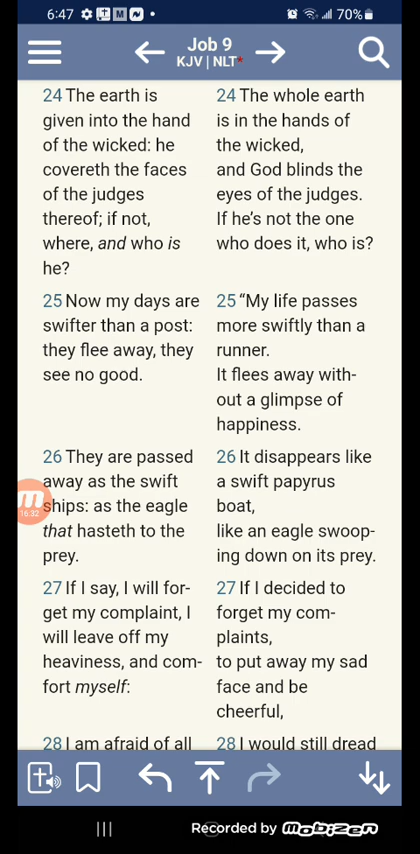 6:47
70%
Job 9
KJV | NLT*
24 The earth is
given into the hand
of the wicked: he
covereth the faces
of the judges
thereof; if not,
where, and who is
he?
24 The whole earth
is in the hands of
the wicked,
and God blinds the
eyes of the judges.
If he's not the one
who does it, who is?
25 Now my days are
swifter than a post:
they flee away, they
see no good.
25 “My life passes
more swiftly than a
runner.
It flees away with-
out a glimpse of
happiness.
26 They are passed
away as the swift
ships: as the eagle
that hasteth to the
prey.
26 It disappears like
a swift papyrus
boat,
like an eagle swoop-
ing down on its prey.
27 If I say, I will for-
get my complaint, I
will leave off my
heaviness, and com-
fort myself:
27 If I decided to
forget my com-
plaints,
to put away my sad
face and be
cheerful,
28 I am afraid of all
28 I would still dread
16:32
Recorded by Mobizen